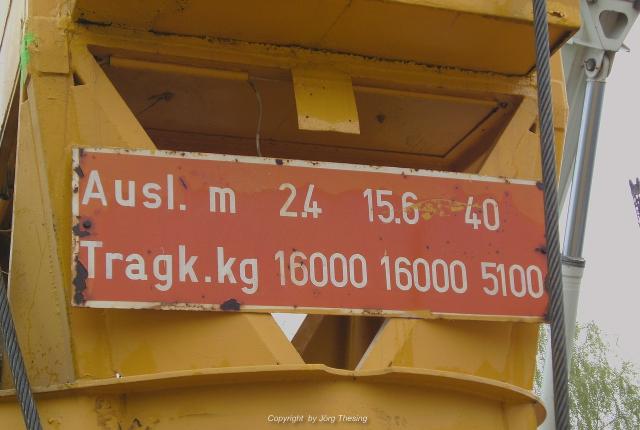 Ausl. m 2.4 15.6 40
Tragk.kg 16000 16000 5100
Copyright by Jörg Thesing